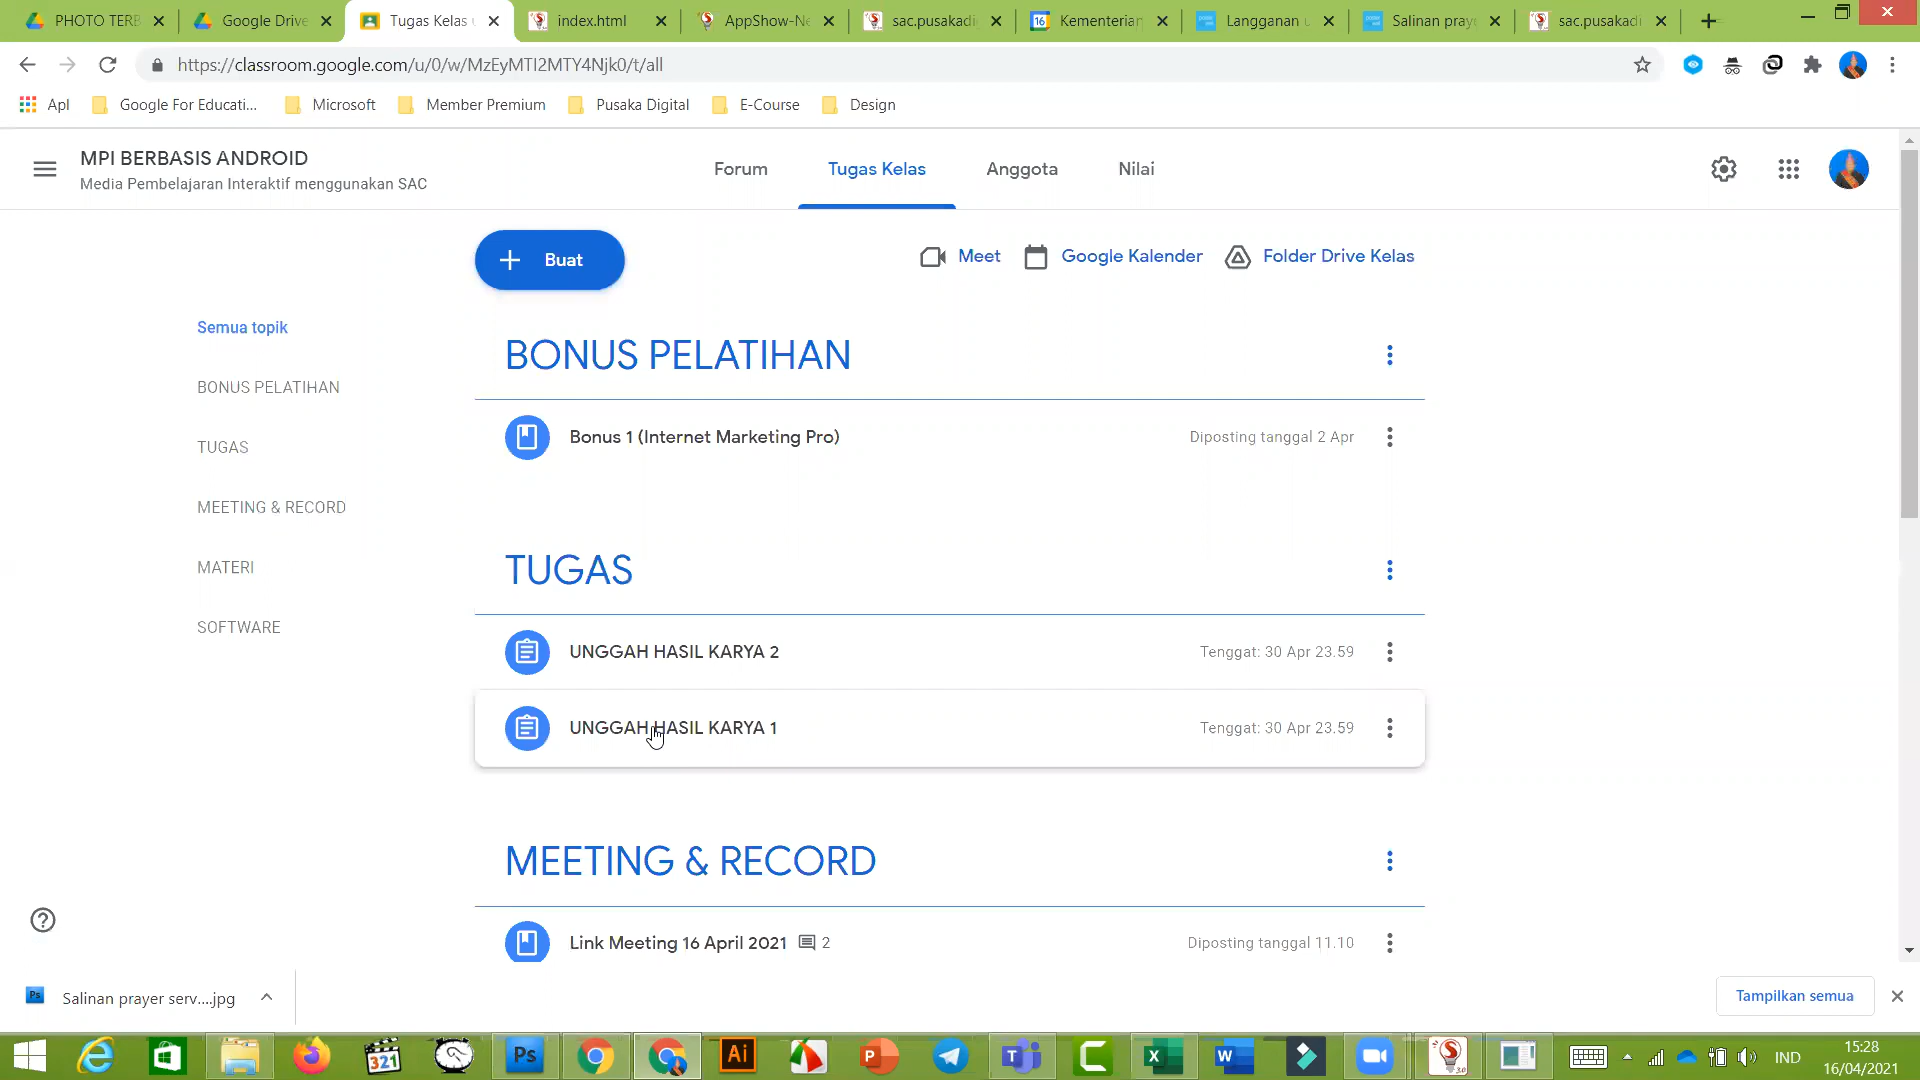 PHOTO TERB
Google Drive
Tugas Kelas u
index.html
AppShow-Ne
sac.pusakadi
Kementerian
Langganan u
Salinan pray
sac.pusakadi
https://classroom.google.com/u/0/w/MzEyMTI2MTY4Njk0/t/all
Apl
Google For Educati...
Microsoft
Member Premium
Pusaka Digital
E-Course
Design
MPI BERBASIS ANDROID
Media Pembelajaran Interaktif menggunakan SAC
Forum
Tugas Kelas
Anggota
Nilai
Buat
Meet
Google Kalender
Folder Drive Kelas
Semua topik
BONUS PELATIHAN
TUGAS
MEETING & RECORD
MATERI
SOFTWARE
BONUS PELATIHAN
Bonus 1 (Internet Marketing Pro)
Diposting tanggal 2 Apr
TUGAS
UNGGAH HASIL KARYA 2
Tenggat: 30 Apr 23.59
UNGGAH HASIL KARYA 1
Tenggat: 30 Apr 23.59
MEETING & RECORD
Link Meeting 16 April 2021 2
Diposting tanggal 11.10
Salinan prayer serv....jpg
Tampilkan semua
IND
15:28
16/04/2021